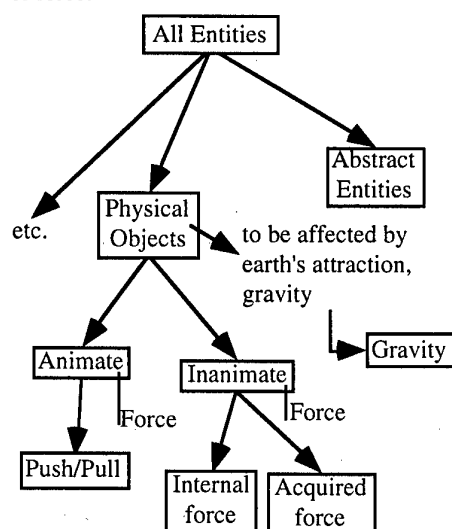 All Entities
Abstract
Entities
etc.
Physical
Objects
to be affected by
earth's attraction,
gravity
Gravity
Animate
Inanimate
Force
Force
Push/Pull
Internal
force
Acquired
force